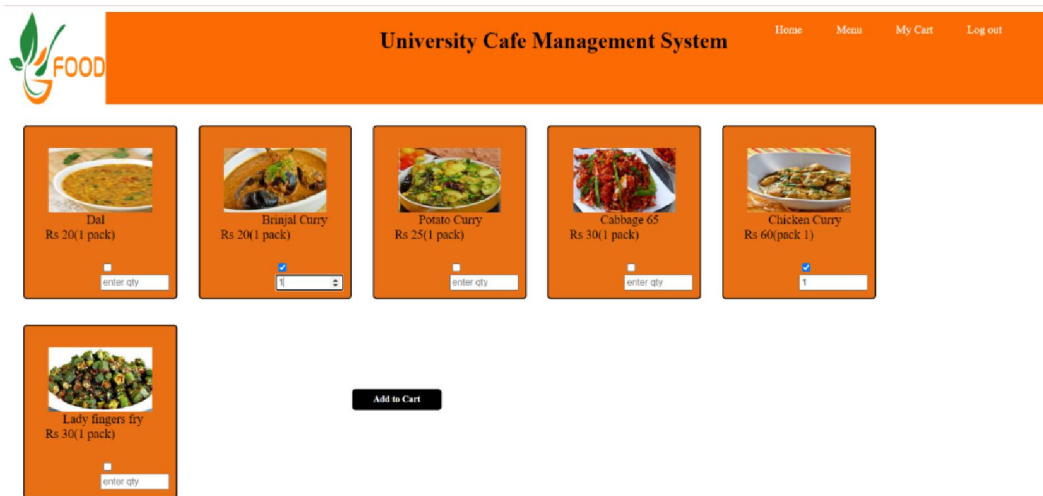 FOOD
University Cafe Management System
Home
Menu
My Cart
Log out
Dal
Rs 20(1 pack)
enter qty
Brinjal Curry
Rs 20(1 pack)
1
Potato Curry
Rs 25(1 pack)
enter qty
Cabbage 65
Rs 30(1 pack)
enter qty
Chicken Curry
Rs 60(pack 1)
1
Lady fingers fry
Rs 30(1 pack)
enter qty
Add to Cart